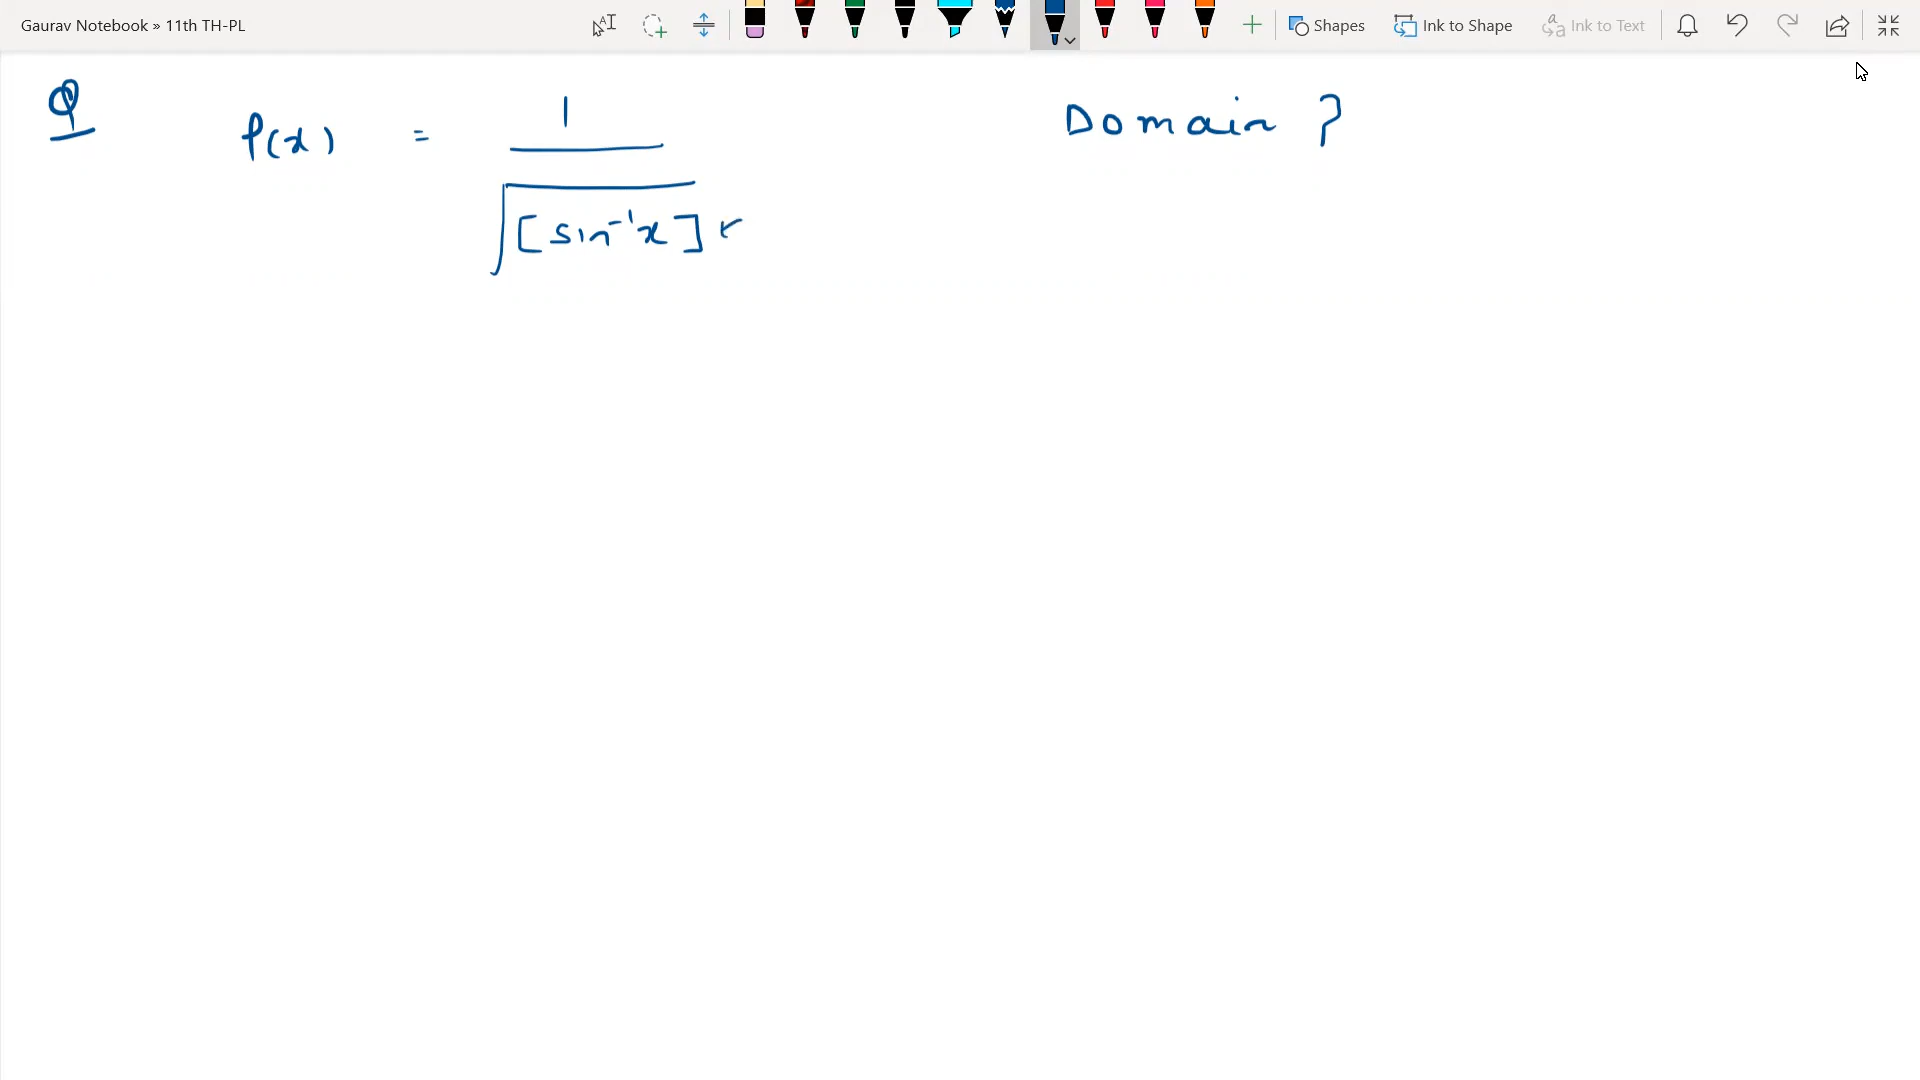 Gaurav Notebook » 11th TH-PL
Shapes
Ink to Shape
Ink to Text
Q f(x) = 1 Domain ?
√[sin⁻¹x]